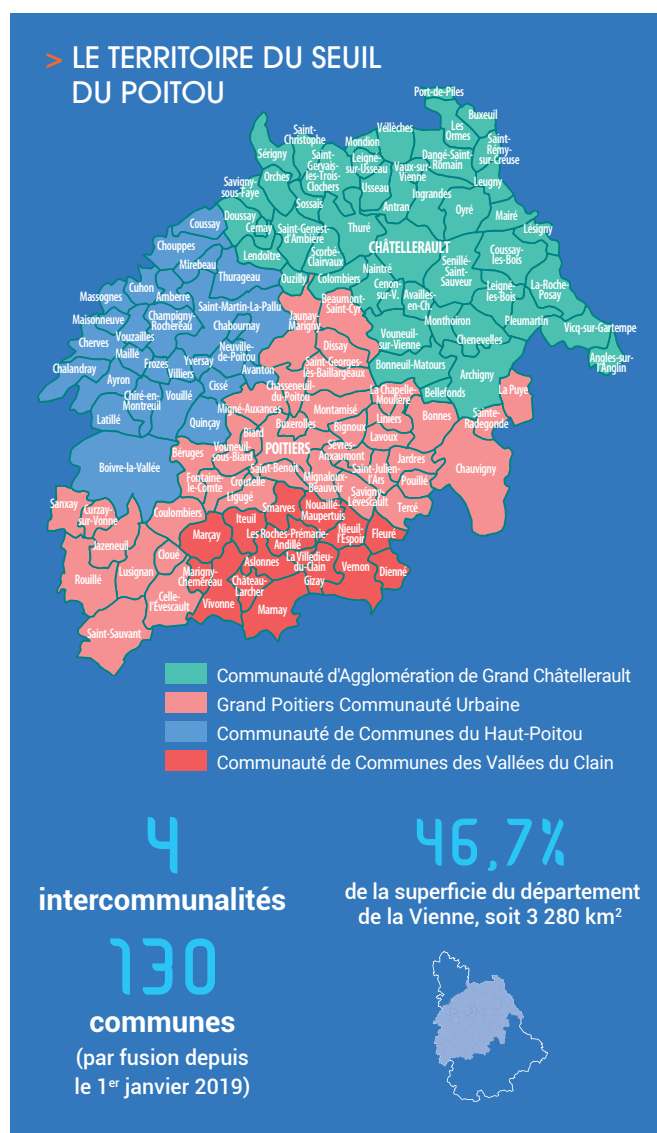 > LE TERRITOIRE DU SEUIL
DU POITOU
Port-de-Piles
Buxeuil
Vellèches
Les
Ormes
Saint-
Christophe
Mondion
Saint-
Rémy-
sur-Creuse
Sérigny
Saint-
Gervais-
les-Trois-
Clochers
Leigne-
sur-Usseau
Dangé-Saint-
Romain
Vaux-sur-
Vienne
Orches
Leugny
Savigny-
sous-Faye
Usseau
Ingrandes
Sossais
Antran
Oyré
Mairé
Doussay
Coussay
Cernay
Saint-Genest-
d'Ambière
Thuré
Lésigny
Chouppes
CHÂTELLERAULT
Scorbé-
Clairvaux
Coussay-
les-Bois
Lendoitre
Senillé-
Saint-
Sauveur
Mirebeau
Naintré
Thurageau
Ouzilly
Colombiers
Cenon-
sur-V.
Leigné-
les-Bois
La-Roche-
Posay
Cuhon
Availles-
en-Ch.
Massognes
Amberre
Beaumont-
Saint-Cyr
Saint-Martin-La-Pallu
Jaunay-
Marigny
Maisonneuve
Champigny-
Rochereau
Chabournay
Monthoiron
Pleumartin
Vicq-sur-Gartempe
Vouzailles
Vouneuil-
sur-Vienne
Chenevelles
Cherves
Dissay
Neuville-
de-Poitou
Maillé
Frozes
Yversay
Saint-Georges-
lès-Baillargeaux
Bonneuil-Matours
Angles-sur-
l'Anglin
Chalandray
Villiers
Avanton
Ayron
Cissé
Chasseneuil-
du-Poitou
Archigny
Chiré-en-
Montreuil
Vouillé
La Chapelle-
Moulière
Bellefonds
La Puye
Latillé
Migné-Auxances
Montamisé
Bonnes
Sainte-
Radegonde
Quinçay
Buxerolles
Bignoux
Liniers
Biard
Lavoux
Vouneuil-
sous-Biard
POITIERS
Sèvres-
Anxaumont
Béruges
Jardres
Boivre-la-Vallée
Saint-Benoît
Saint-Julien-
l'Ars
Chauvigny
Fontaine-
le-Comte
Croutelle
Mignaloux-
Beauvoir
Pouillé
Ligugé
Savigny-
Lévescault
Sanxay
Curzay-
sur-Vonne
Coulombiers
Smarves
Nouaillé-
Maupertuis
Tercé
Iteuil
Nieuil-
l'Espoir
Marçay
Les Roches-Prémarie-
Andillé
Fleuré
Jazeneuil
Cloué
Aslonnes
La Villedieu-
du-Clain
Vernon
Dienné
Rouillé
Lusignan
Marigny-
Chemereau
Château-
Larcher
Gizay
Celle-
l'Évescault
Vivonne
Marnay
Saint-Sauvant
Communauté d'Agglomération de Grand Châtellerault
Grand Poitiers Communauté Urbaine
Communauté de Communes du Haut-Poitou
Communauté de Communes des Vallées du Clain
4
intercommunalités
130
communes
(par fusion depuis
le 1er janvier 2019)
46,7%
de la superficie du département
de la Vienne, soit 3 280 km²